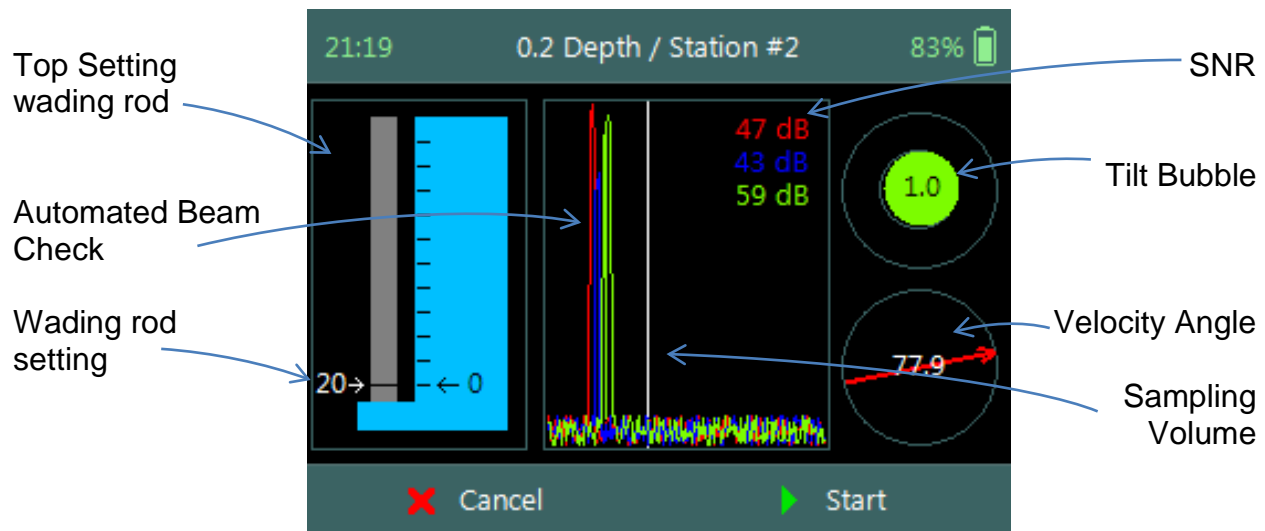 21:19 0.2 Depth / Station #2 83%
Top Setting
wading rod
Automated Beam
Check
Wading rod
setting
20→ ← 0
47 dB
43 dB
59 dB
1.0
77.9
SNR
Tilt Bubble
Velocity Angle
Sampling
Volume
Cancel Start